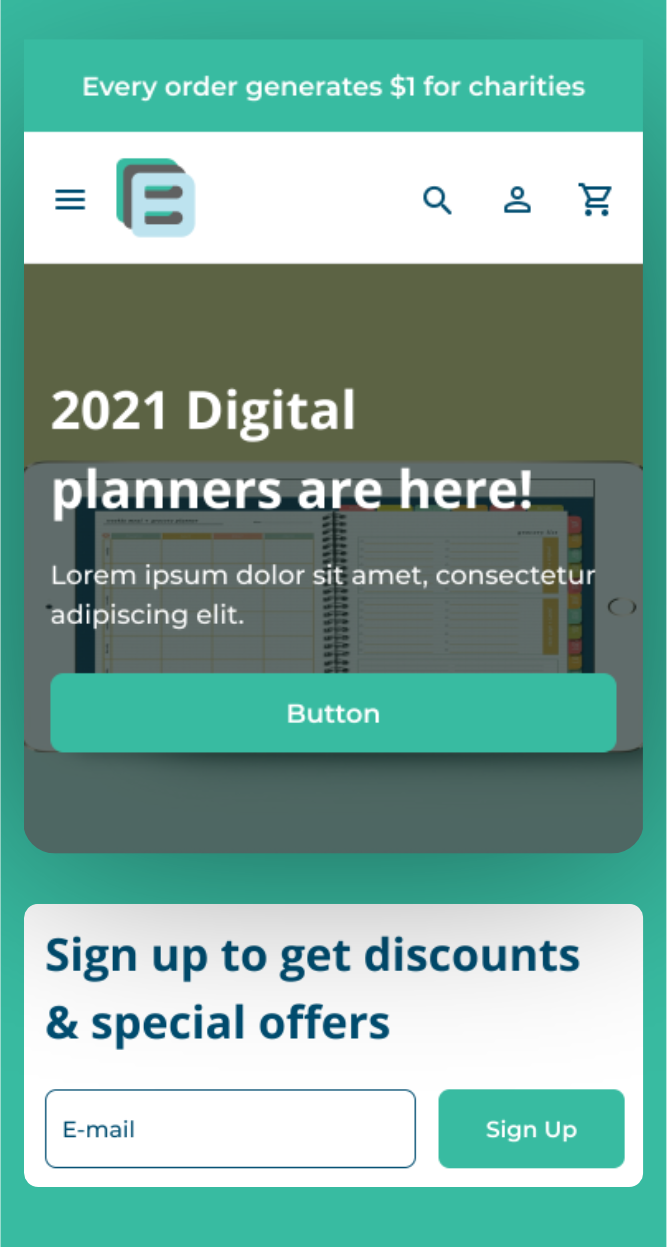 Every order generates $1 for charities
E
2021 Digital
planners are here!
Lorem ipsum dolor sit amet, consectetur
adipiscing elit.
Button
Sign up to get discounts
& special offers
E-mail
Sign Up